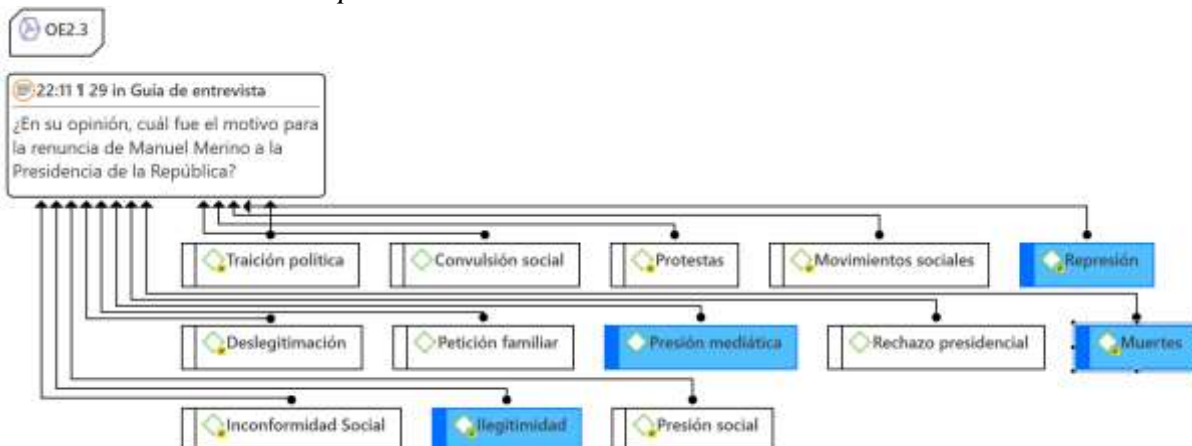 OE2.3
22:11 ¶ 29 in Guia de entrevista
¿En su opinión, cuál fue el motivo para
la renuncia de Manuel Merino a la
Presidencia de la República?
Traición política
Convulsión social
Protestas
Movimientos sociales
Represión
Deslegitimación
Petición familiar
Presión mediática
Rechazo presidencial
Muertes
Inconformidad Social
Ilegitimidad
Presión social